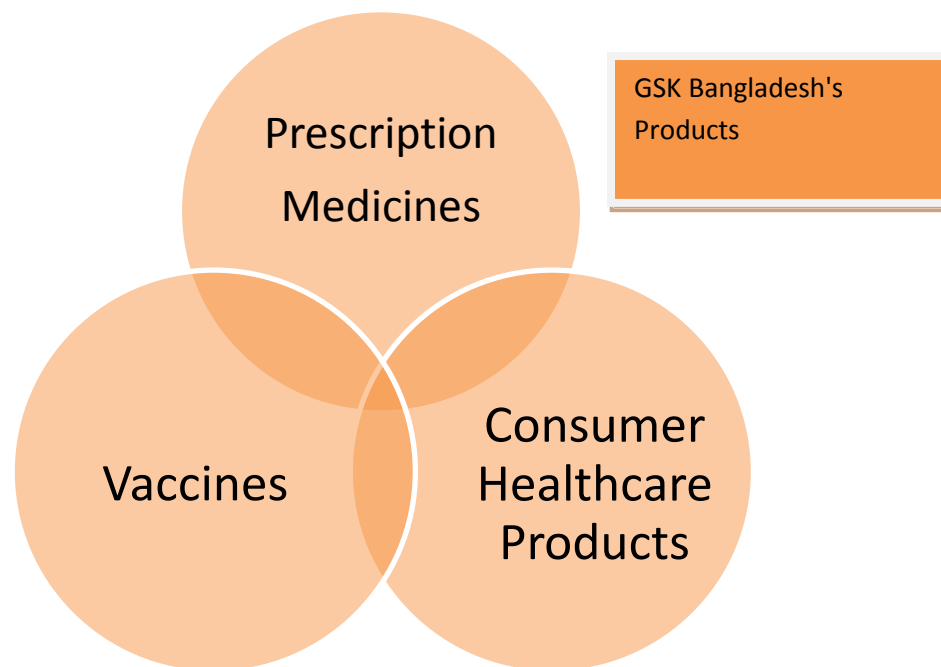 Prescription
Medicines
GSK Bangladesh's
Products
Vaccines
Consumer
Healthcare
Products